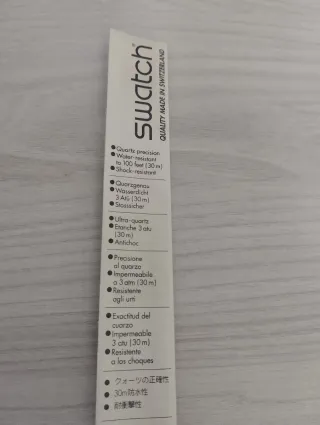 swatch®
QUALITY MADE IN SWITZERLAND
● Quartz precision
● Water-resistant
to 100 feet (30 m)
● Shock-resistant
● Quarzgenau
● Wasserdicht
3 Atü (30 m)
● Stosssicher
● Ultra-quartz
● Etanche 3 atu
(30 m)
● Antichoc
● Precisione
al quarzo
● Impermeabile
a 3 atm (30 m)
● Resistente
agli urti
● Exactitud del
cuarzo
● Impermeable
3 atu (30 m)
● Resistente
a los choques
● クォーツの正確性
● 30m防水性
● 耐衝撃性